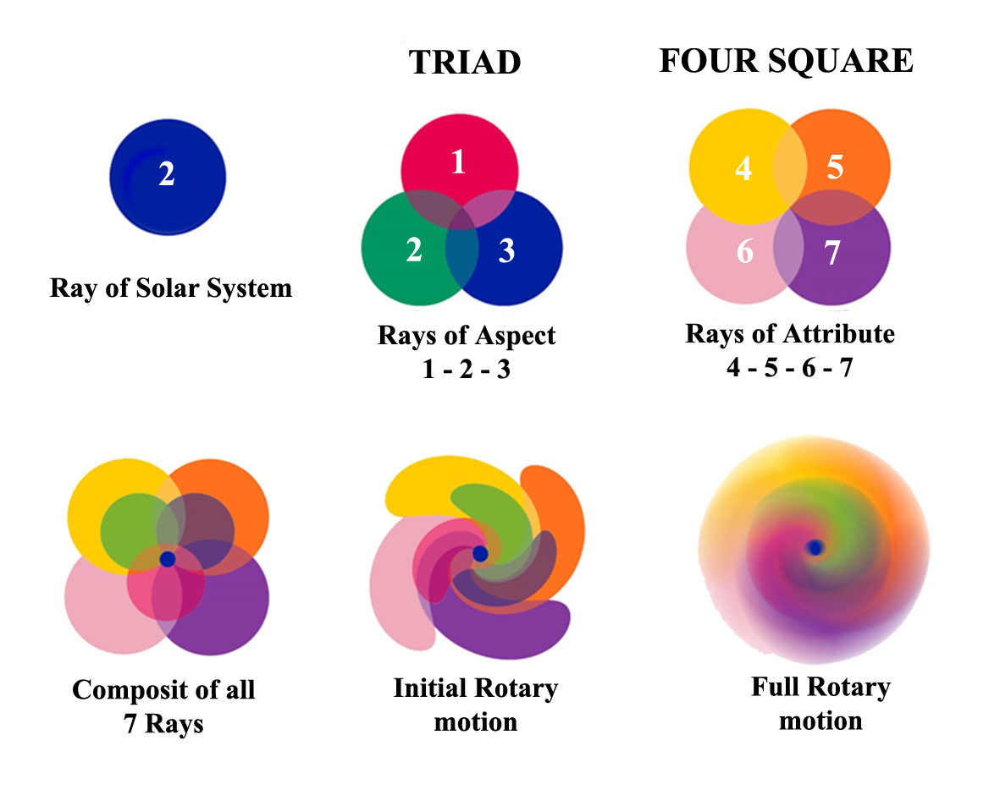 TRIAD
FOUR SQUARE
2
1
2
3
4
5
6
7
Ray of Solar System
Rays of Aspect
1 - 2 - 3
Rays of Attribute
4 - 5 - 6 - 7
Composit of all
7 Rays
Initial Rotary
motion
Full Rotary
motion